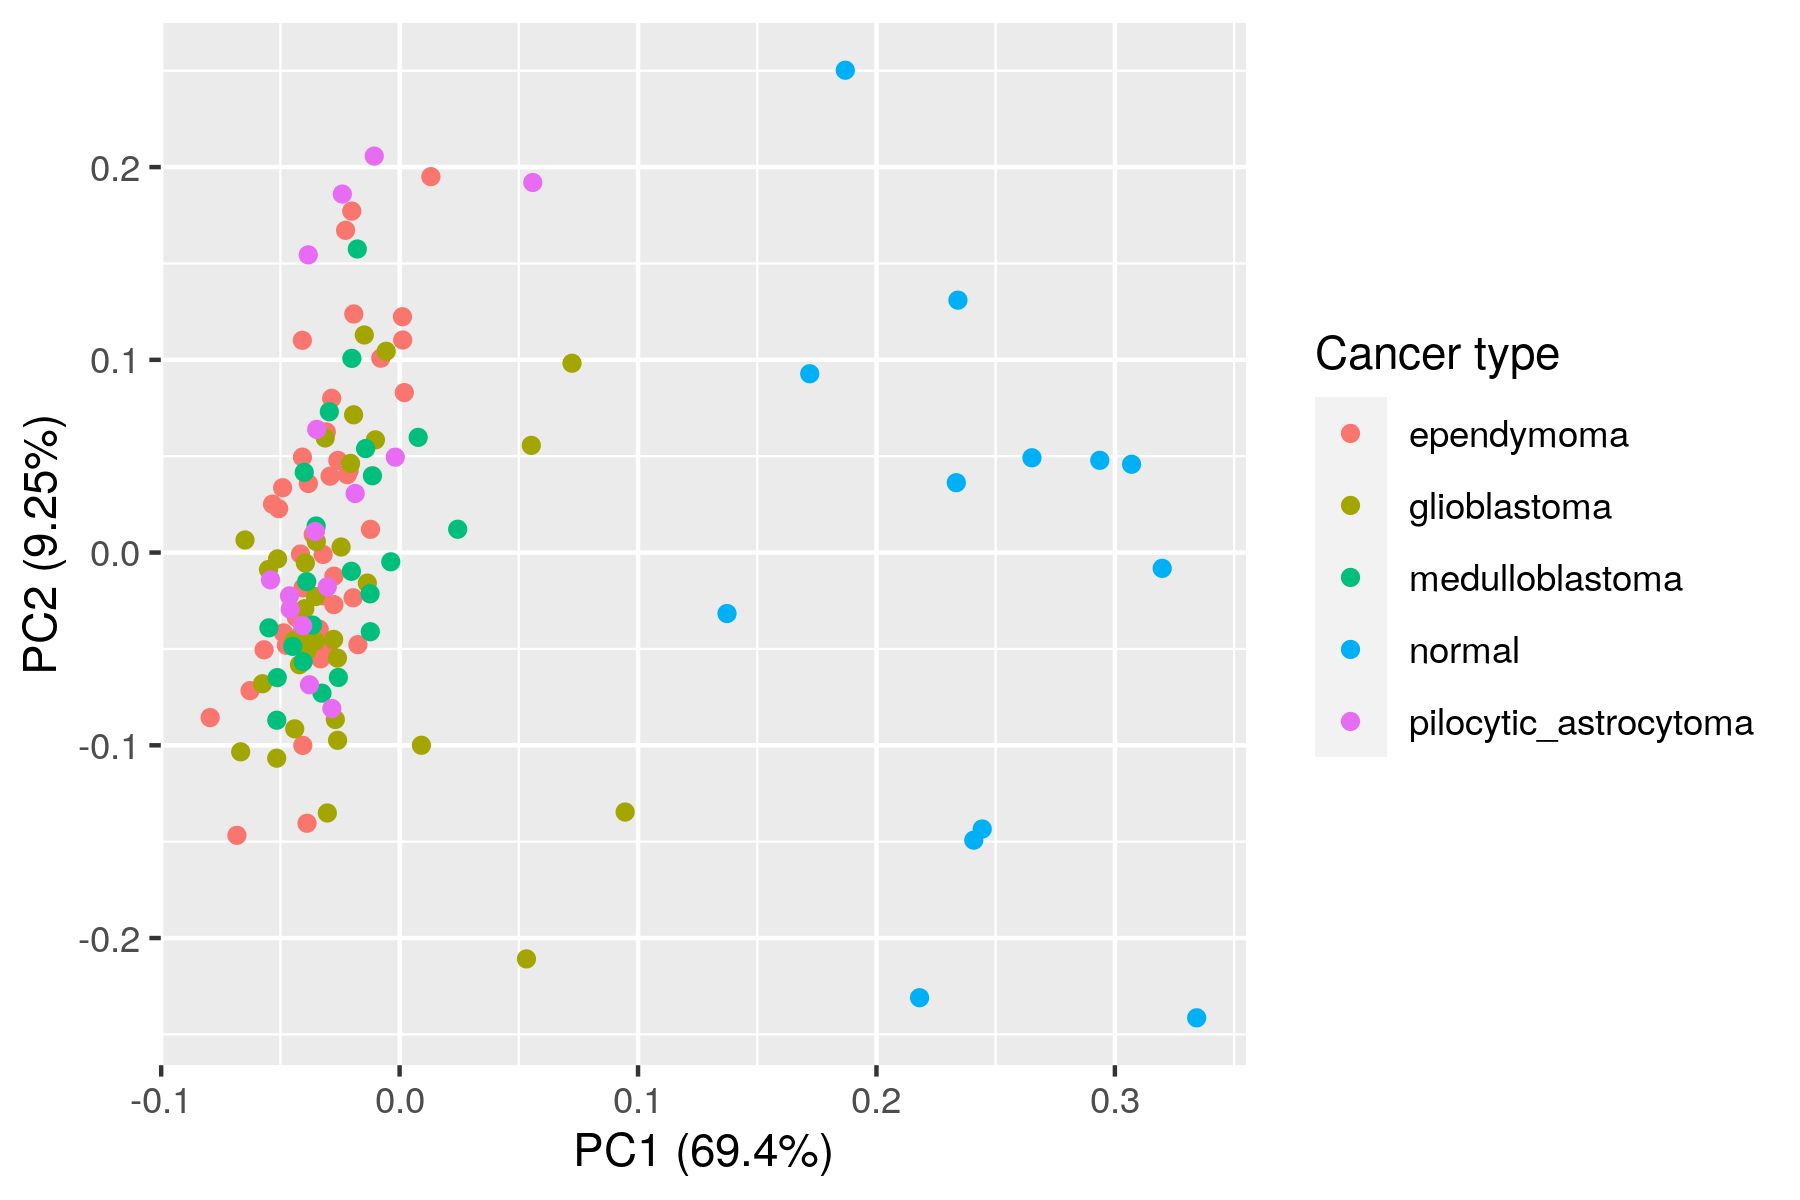 0.2
0.1
0.0
-0.1
-0.2
PC2 (9.25%)
-0.1 0.0 0.1 0.2 0.3
PC1 (69.4%)
Cancer type
ependymoma
glioblastoma
medulloblastoma
normal
pilocytic_astrocytoma